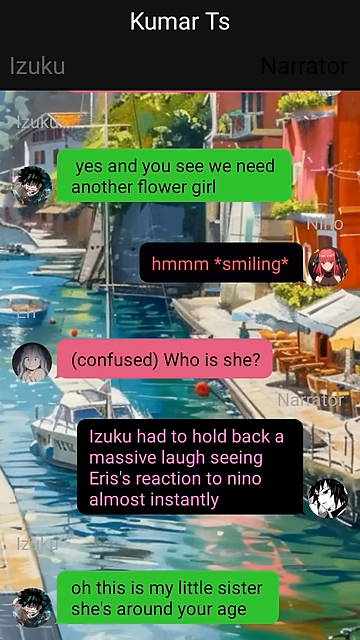 Kumar Ts
Izuku
Narrator
Izuku
yes and you see we need
another flower girl
Nino
hmmm *smiling*
Eri
(confused) Who is she?
Narrator
Izuku had to hold back a
massive laugh seeing
Eris's reaction to nino
almost instantly
Izuku
oh this is my little sister
she's around your age